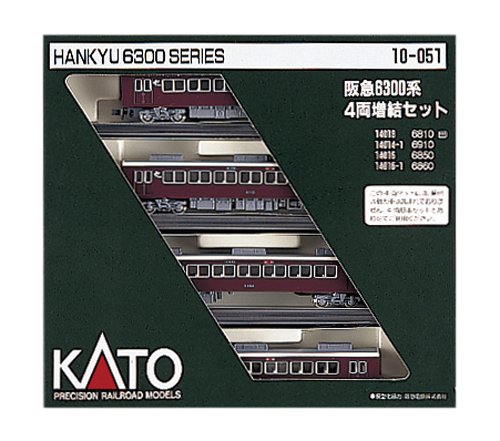 HANKYU 6300 SERIES
10-051
阪急6300系
4両増結セット
14013 6810
14014-1 6910
14015 6850
14016-1 6860
KATO
PRECISION RAILROAD MODELS